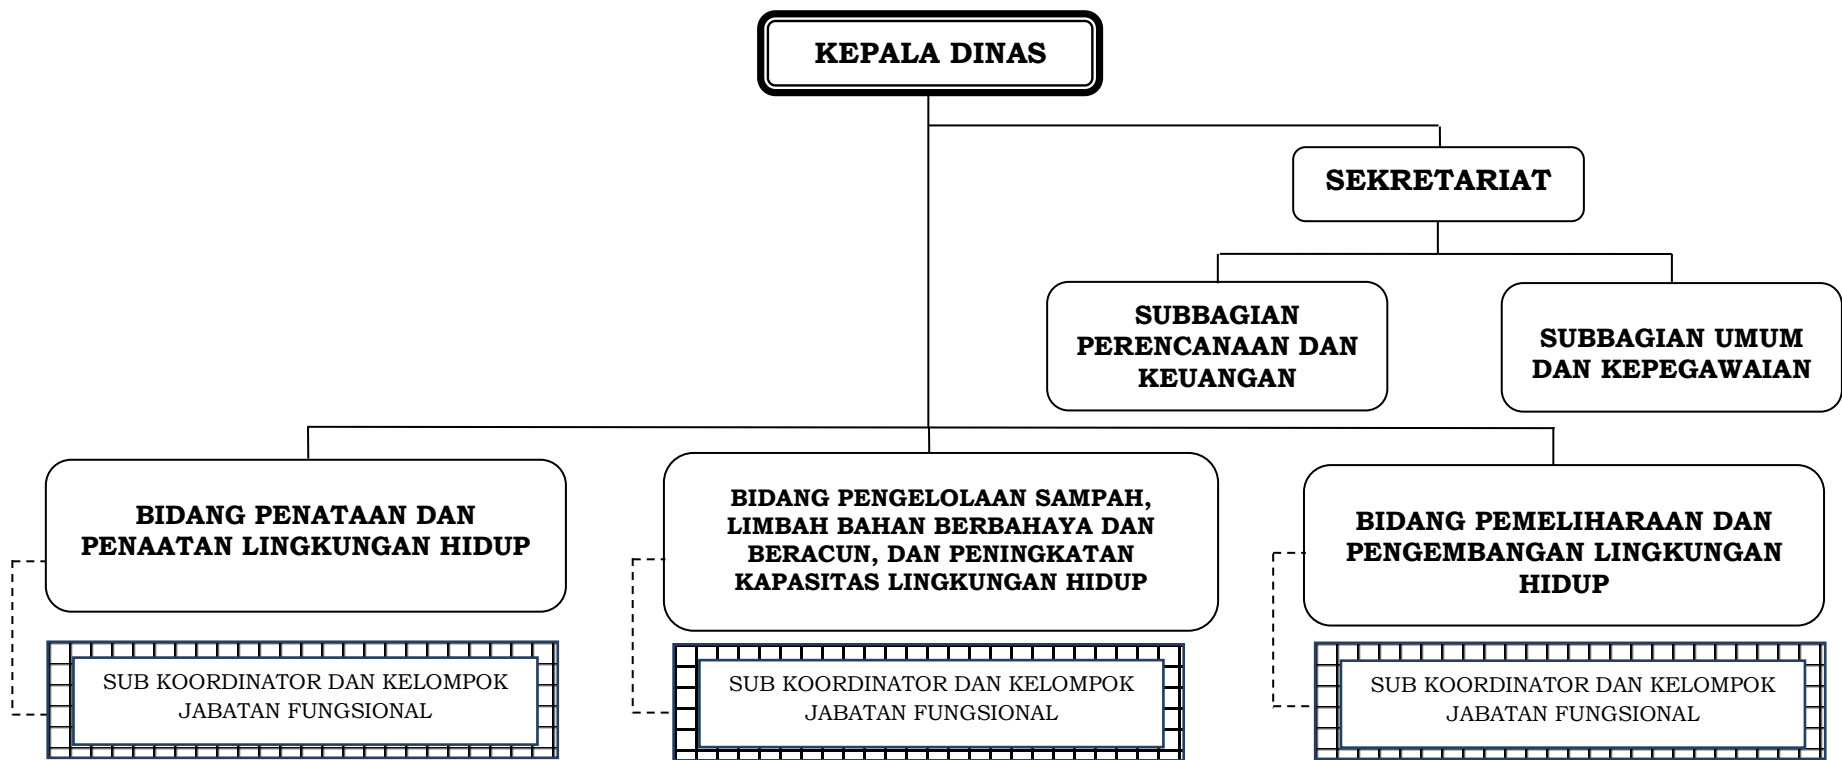 KEPALA DINAS
SEKRETARIAT
SUBBAGIAN
PERENCANAAN DAN
KEUANGAN
SUBBAGIAN UMUM
DAN KEPEGAWAIAN
BIDANG PENATAAN DAN
PENAATAN LINGKUNGAN HIDUP
BIDANG PENGELOLAAN SAMPAH,
LIMBAH BAHAN BERBAHAYA DAN
BERACUN, DAN PENINGKATAN
KAPASITAS LINGKUNGAN HIDUP
BIDANG PEMELIHARAAN DAN
PENGEMBANGAN LINGKUNGAN
HIDUP
SUB KOORDINATOR DAN KELOMPOK
JABATAN FUNGSIONAL
SUB KOORDINATOR DAN KELOMPOK
JABATAN FUNGSIONAL
SUB KOORDINATOR DAN KELOMPOK
JABATAN FUNGSIONAL